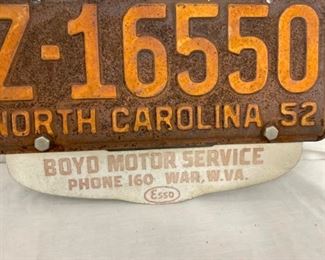 Z-16550
NORTH CAROLINA 52
BOYD MOTOR SERVICE
PHONE 160 WAR, W.VA.
Esso